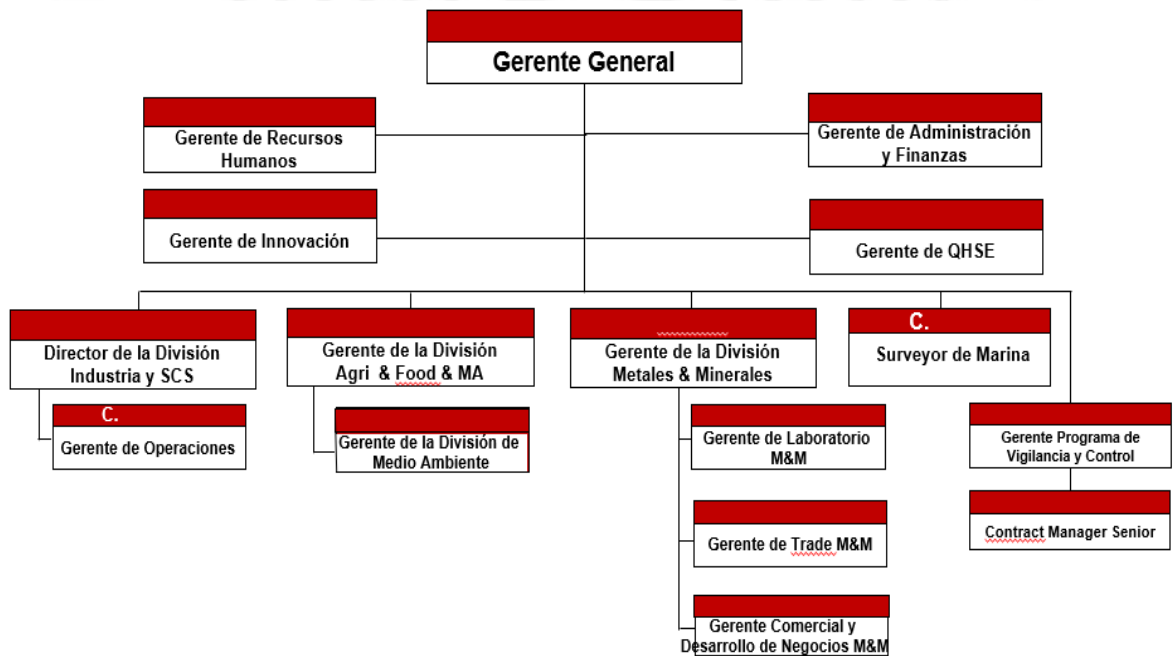 Gerente General
Gerente de Recursos
Humanos
Gerente de Administración
y Finanzas
Gerente de Innovación
Gerente de QHSE
Director de la División
Industria y SCS
Gerente de la División
Agri & Food & MA
Gerente de la División
Metales & Minerales
C.
Surveyor de Marina
C.
Gerente de Operaciones
Gerente de la División de
Medio Ambiente
Gerente de Laboratorio
M&M
Gerente Programa de
Vigilancia y Control
Gerente de Trade M&M
Contract Manager Senior
Gerente Comercial y
Desarrollo de Negocios M&M